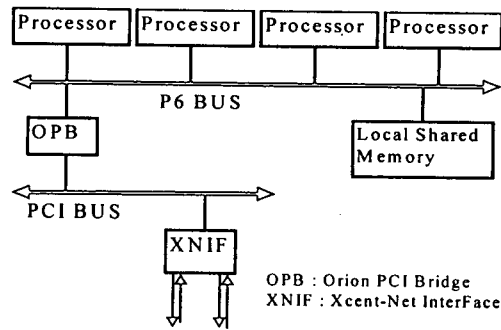 Processor Processor Processor Processor
P6 BUS
OPB
Local Shared
Memory
PCI BUS
XNIF
OPB : Orion PCI Bridge
XNIF : Xcent-Net InterFace